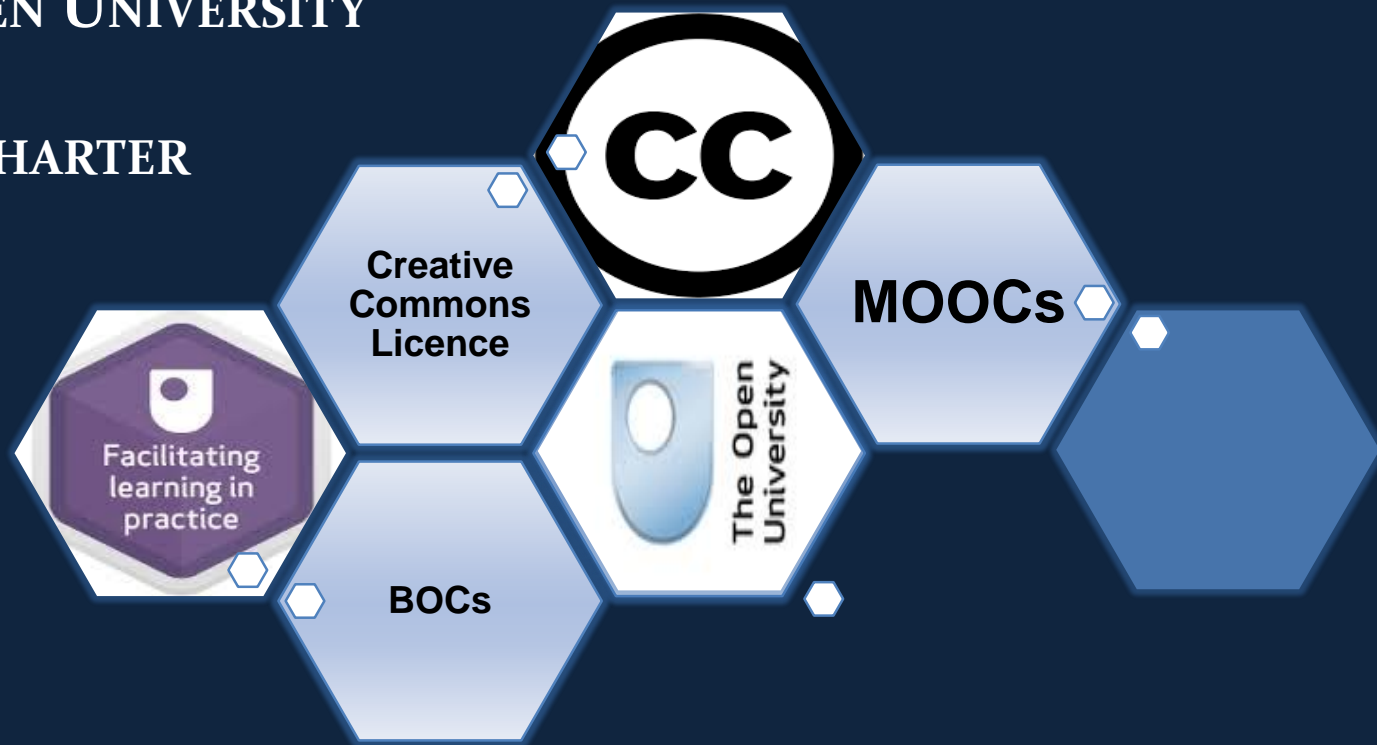 EN UNIVERSITY
HARTER
CC
Creative
Commons
Licence
MOOCs
Facilitating
learning in
practice
The Open
University
BOCs